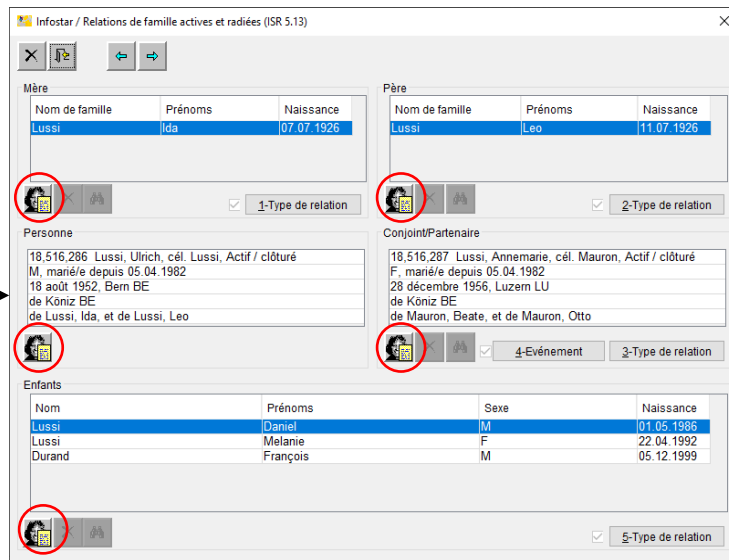 Infostar / Relations de famille actives et radiées (ISR 5.13)
Mère
Nom de famille Prénoms Naissance
Lussi Ida 07.07.1926
1-Type de relation
Père
Nom de famille Prénoms Naissance
Lussi Leo 11.07.1926
2-Type de relation
Personne
18,516,286 Lussi, Ulrich, cél. Lussi, Actif / clôturé
M, marié/e depuis 05.04.1982
18 août 1952, Bern BE
de Köniz BE
de Lussi, Ida, et de Lussi, Leo
Conjoint/Partenaire
18,516,287 Lussi, Annemarie, cél. Mauron, Actif / clôturé
F, marié/e depuis 05.04.1982
28 décembre 1956, Luzern LU
de Köniz BE
de Mauron, Beate, et de Mauron, Otto
4-Evénement 3-Type de relation
Enfants
Nom Prénoms Sexe Naissance
Lussi Daniel M 01.05.1986
Lussi Melanie F 22.04.1992
Durand François M 05.12.1999
5-Type de relation